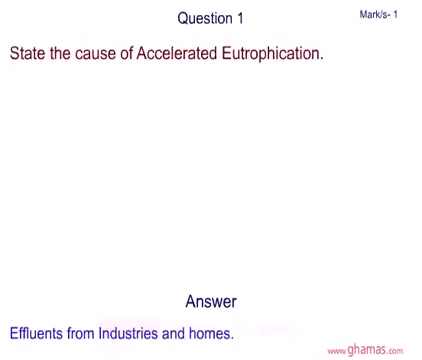 Question 1
Mark/s- 1
State the cause of Accelerated Eutrophication.
Answer
Effluents from Industries and homes.
www.ghamas.com